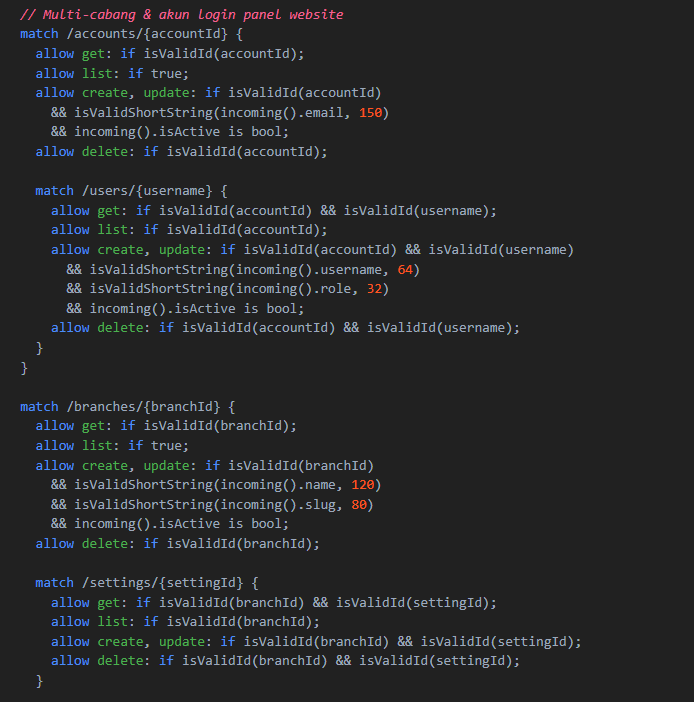 // Multi-cabang & akun login panel website
match /accounts/{accountId} {
allow get: if isValidId(accountId);
allow list: if true;
allow create, update: if isValidId(accountId)
&& isValidShortString(incoming().email, 150)
&& incoming().isActive is bool;
allow delete: if isValidId(accountId);
match /users/{username} {
allow get: if isValidId(accountId) && isValidId(username);
allow list: if isValidId(accountId);
allow create, update: if isValidId(accountId) && isValidId(username)
&& isValidShortString(incoming().username, 64)
&& isValidShortString(incoming().role, 32)
&& incoming().isActive is bool;
allow delete: if isValidId(accountId) && isValidId(username);
}
}
match /branches/{branchId} {
allow get: if isValidId(branchId);
allow list: if true;
allow create, update: if isValidId(branchId)
&& isValidShortString(incoming().name, 120)
&& isValidShortString(incoming().slug, 80)
&& incoming().isActive is bool;
allow delete: if isValidId(branchId);
match /settings/{settingId} {
allow get: if isValidId(branchId) && isValidId(settingId);
allow list: if isValidId(branchId);
allow create, update: if isValidId(branchId) && isValidId(settingId);
allow delete: if isValidId(branchId) && isValidId(settingId);
}